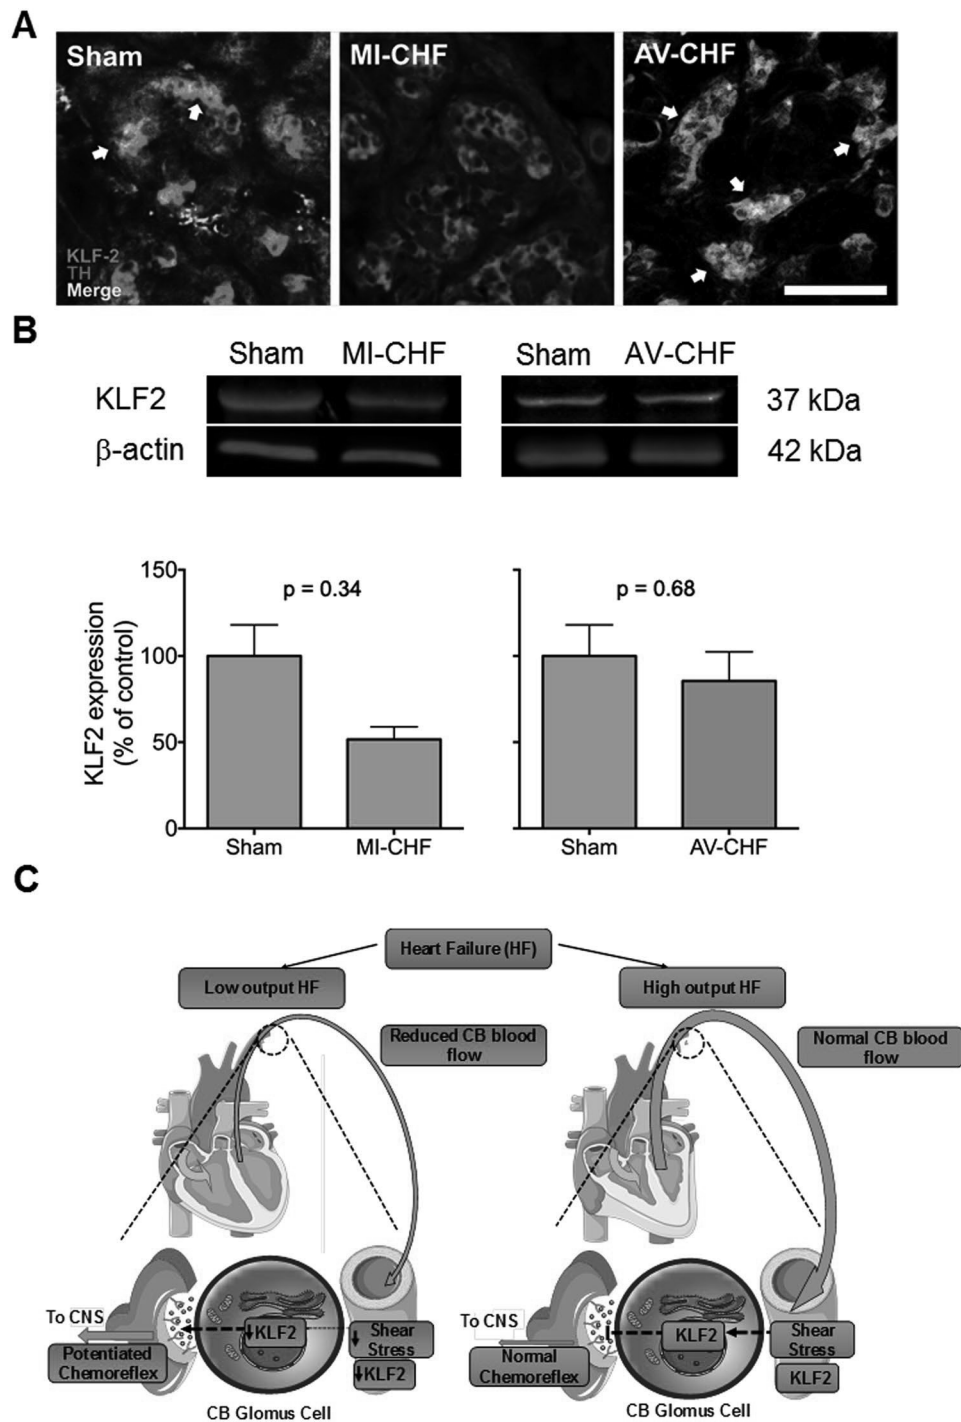 A
Sham
MI-CHF
AV-CHF
KLF-2
TH
Merge
B
Sham
MI-CHF
Sham
AV-CHF
KLF2
37 kDa
β-actin
42 kDa
150
100
50
0
KLF2 expression
(% of control)
p = 0.34
p = 0.68
Sham
MI-CHF
Sham
AV-CHF
C
Heart Failure (HF)
Low output HF
High output HF
Reduced CB blood
flow
Normal CB blood
flow
To CNS
Potentiated
Chemoreflex
KLF2
Shear
Stress
KLF2
CB Glomus Cell
To CNS
Normal
Chemoreflex
KLF2
Shear
Stress
KLF2
CB Glomus Cell